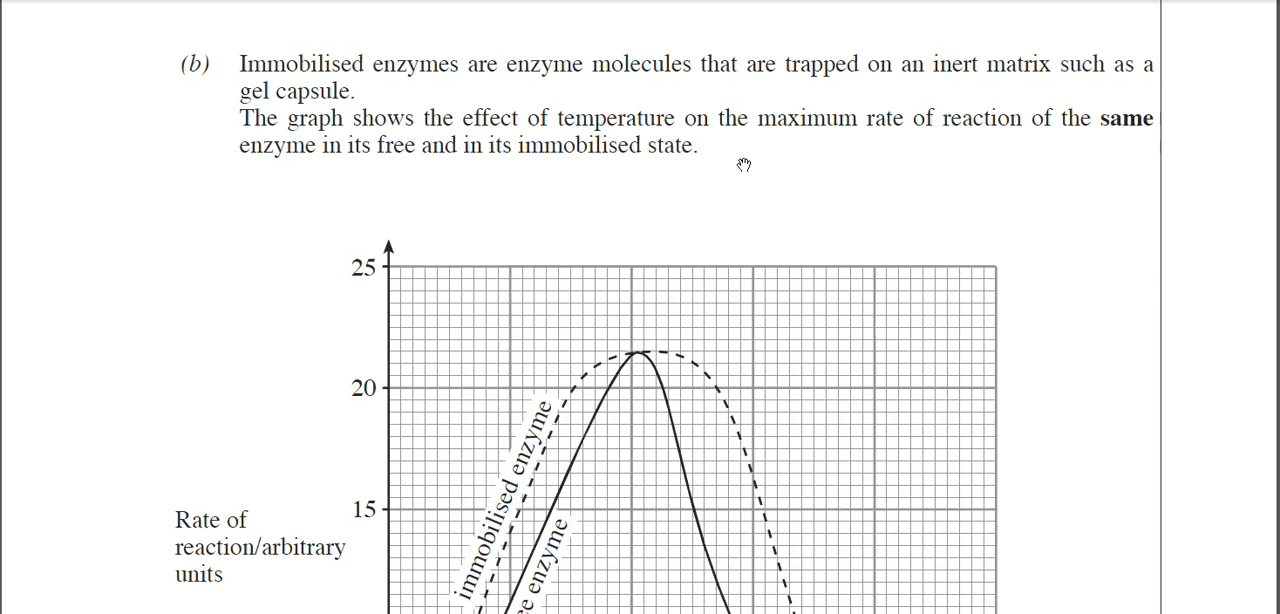 (b) Immobilised enzymes are enzyme molecules that are trapped on an inert matrix such as a
gel capsule.
The graph shows the effect of temperature on the maximum rate of reaction of the same
enzyme in its free and in its immobilised state.
25
20
immobilised enzyme
15
enzyme
Rate of
reaction/arbitrary
units